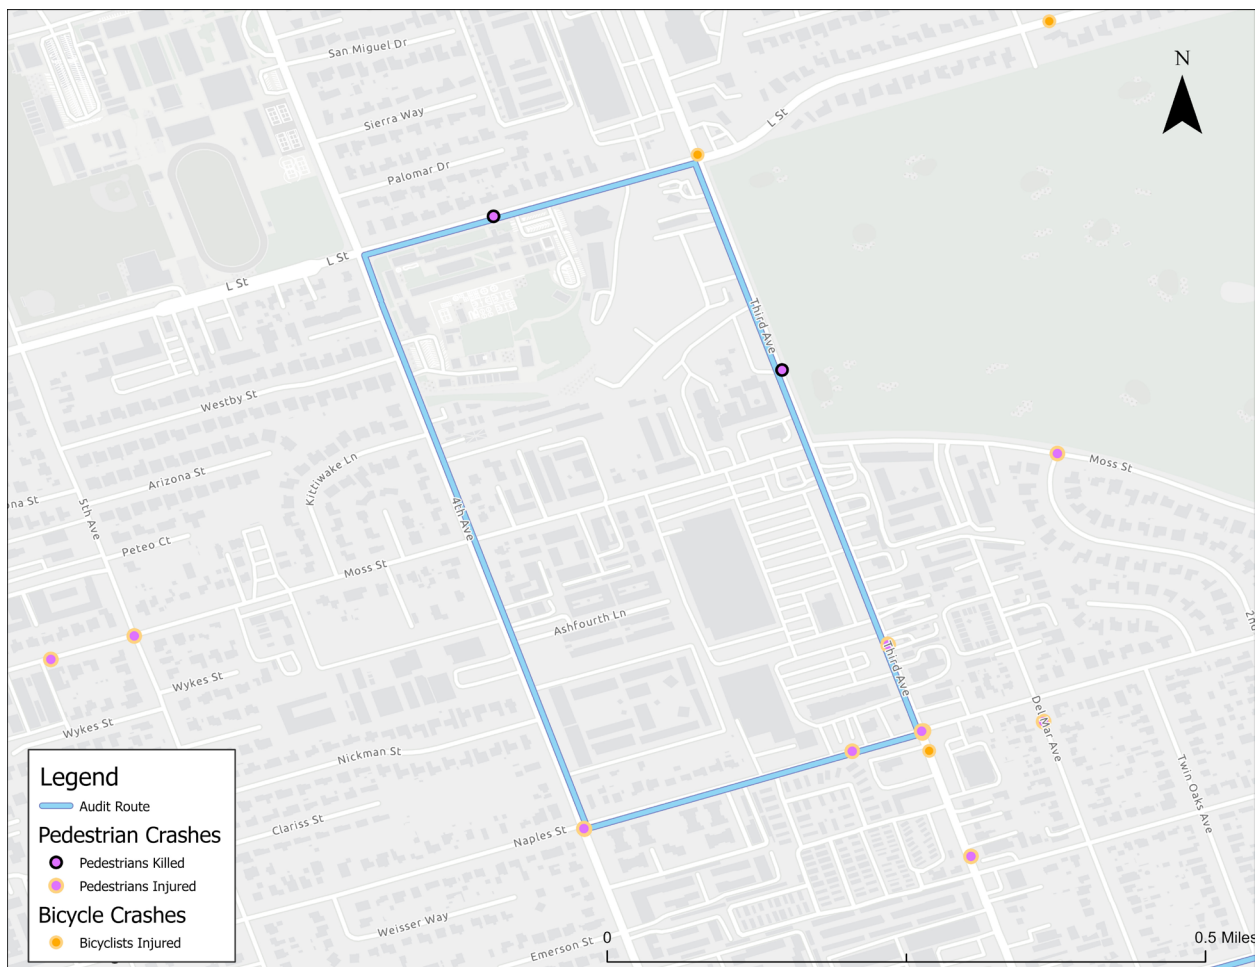 San Miguel Dr
N
Sierra Way
L St
Palomar Dr
L St
L St
Third Ave
Westby St
Moss St
Kittiwake Ln
Arizona St
na St
5th Ave
4th Ave
Peteo Ct
Moss St
Ashfourth Ln
2nd
Wykes St
Third Ave
Wykes St
Del Mar Ave
Nickman St
Twin Oaks Ave
Legend
Audit Route
Clariss St
Naples St
Pedestrian Crashes
Pedestrians Killed
Pedestrians Injured
Bicycle Crashes
Bicyclists Injured
Weisser Way
Emerson St
0
0.5 Miles